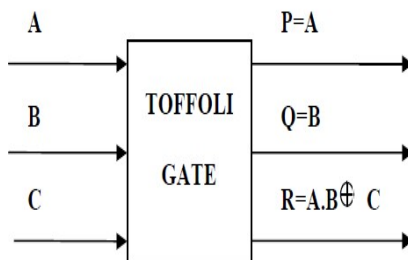 A
P=A
TOFFOLI
GATE
B
Q=B
C
R=A.B⊕ C